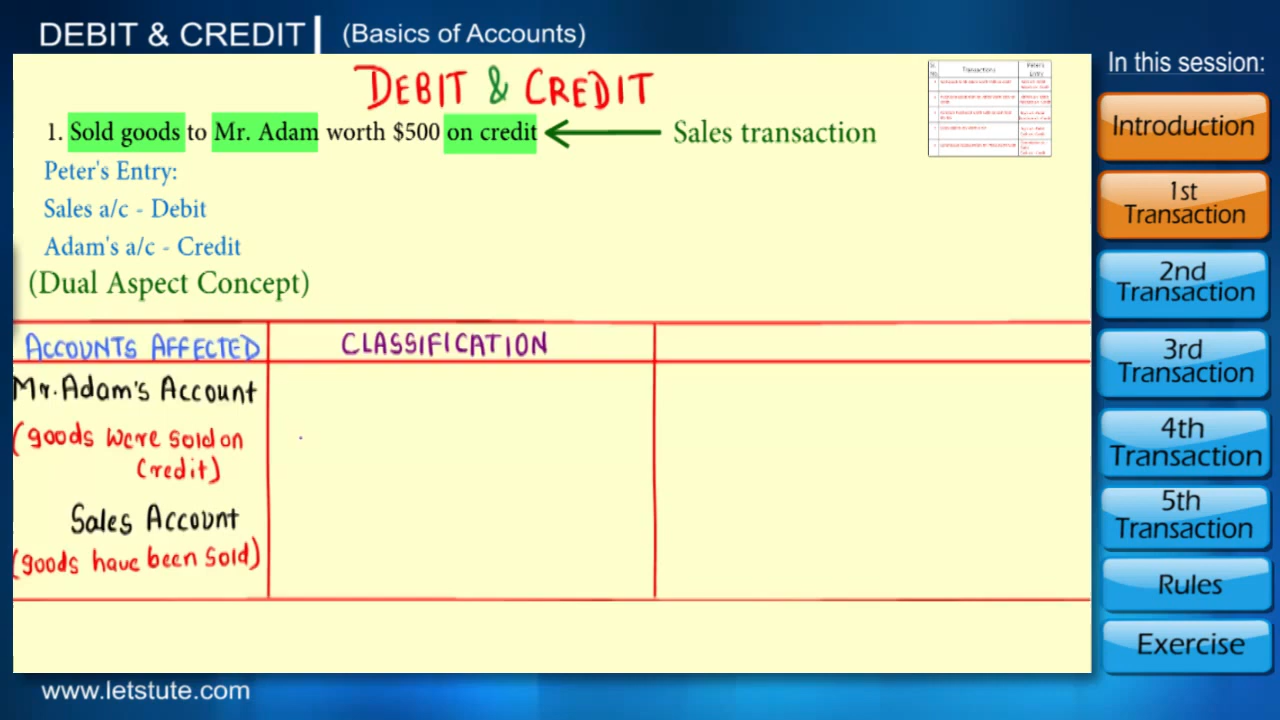 DEBIT & CREDIT | (Basics of Accounts)
In this session:
DEBIT & CREDIT
1. Sold goods to Mr. Adam worth $500 on credit
Sales transaction
Peter's Entry:
Sales a/c - Debit
Adam's a/c - Credit
(Dual Aspect Concept)
Transactions
Peter's
Entry
ACCOUNTS AFFECTED
CLASSIFICATION
Mr. Adam's Account
(goods were sold on
credit)
Sales Account
(goods have been sold)
Introduction
1st
Transaction
2nd
Transaction
3rd
Transaction
4th
Transaction
5th
Transaction
Rules
Exercise
www.letstute.com